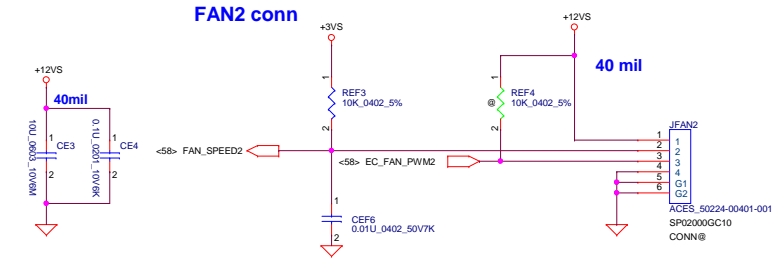 FAN2 conn
+3VS
+12VS
+12VS
40mil
40 mil
1
REF3
10K_0402_5%
2
1
REF4
@
10K_0402_5%
2
10U_0603_10V6M
1
CE3
2
0.1U_0201_10V6K
1
CE4
2
<58> FAN_SPEED2
<58> EC_FAN_PWM2
JFAN2
1
2
3
4
5
6
1
2
3
4
G1
G2
ACES_50224-00401-001
SP02000GC10
CONN@
1
CEF6
0.01U_0402_50V7K
2